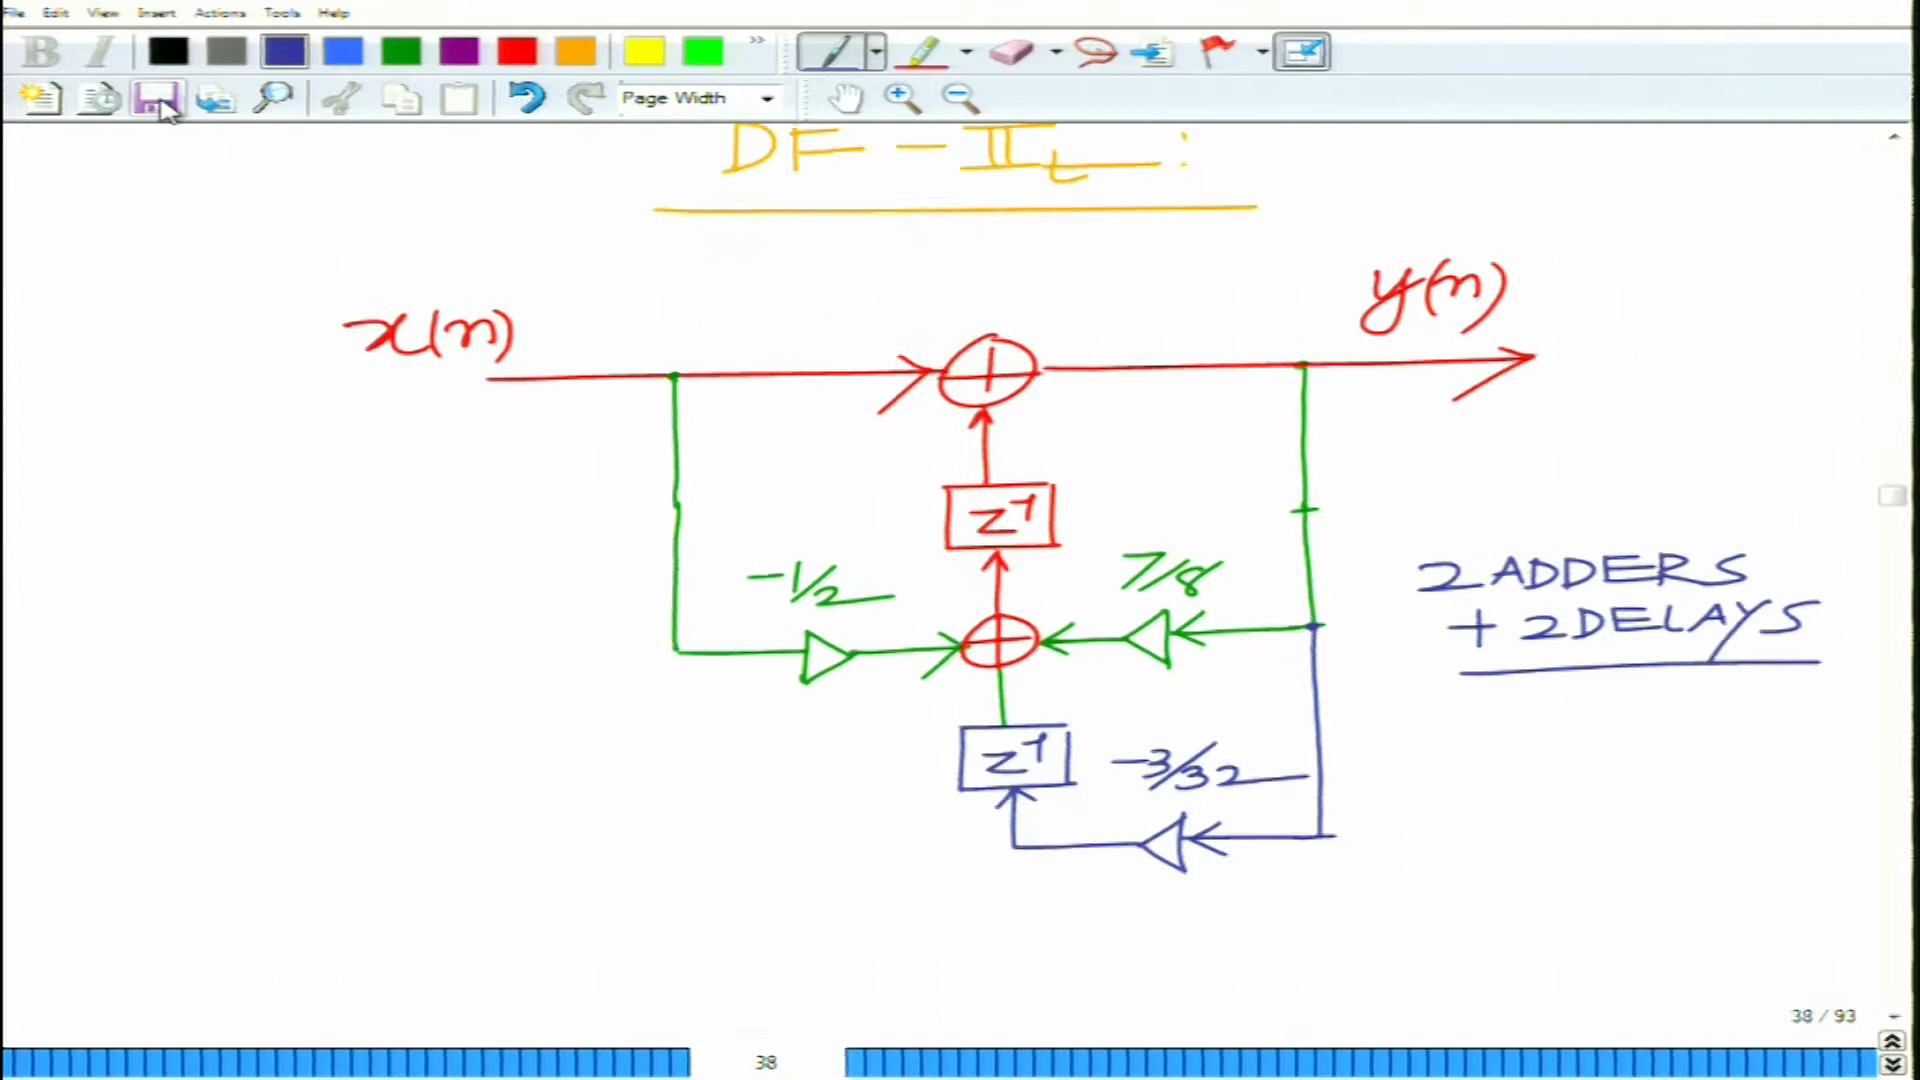 File Edit View Insert Actions Tools Help
B I
Page Width
DF-IIt:
x(n)
y(n)
z⁻¹
-1/2
7/8
2 ADDERS
+ 2 DELAYS
z⁻¹
-3/32
38 / 93
38